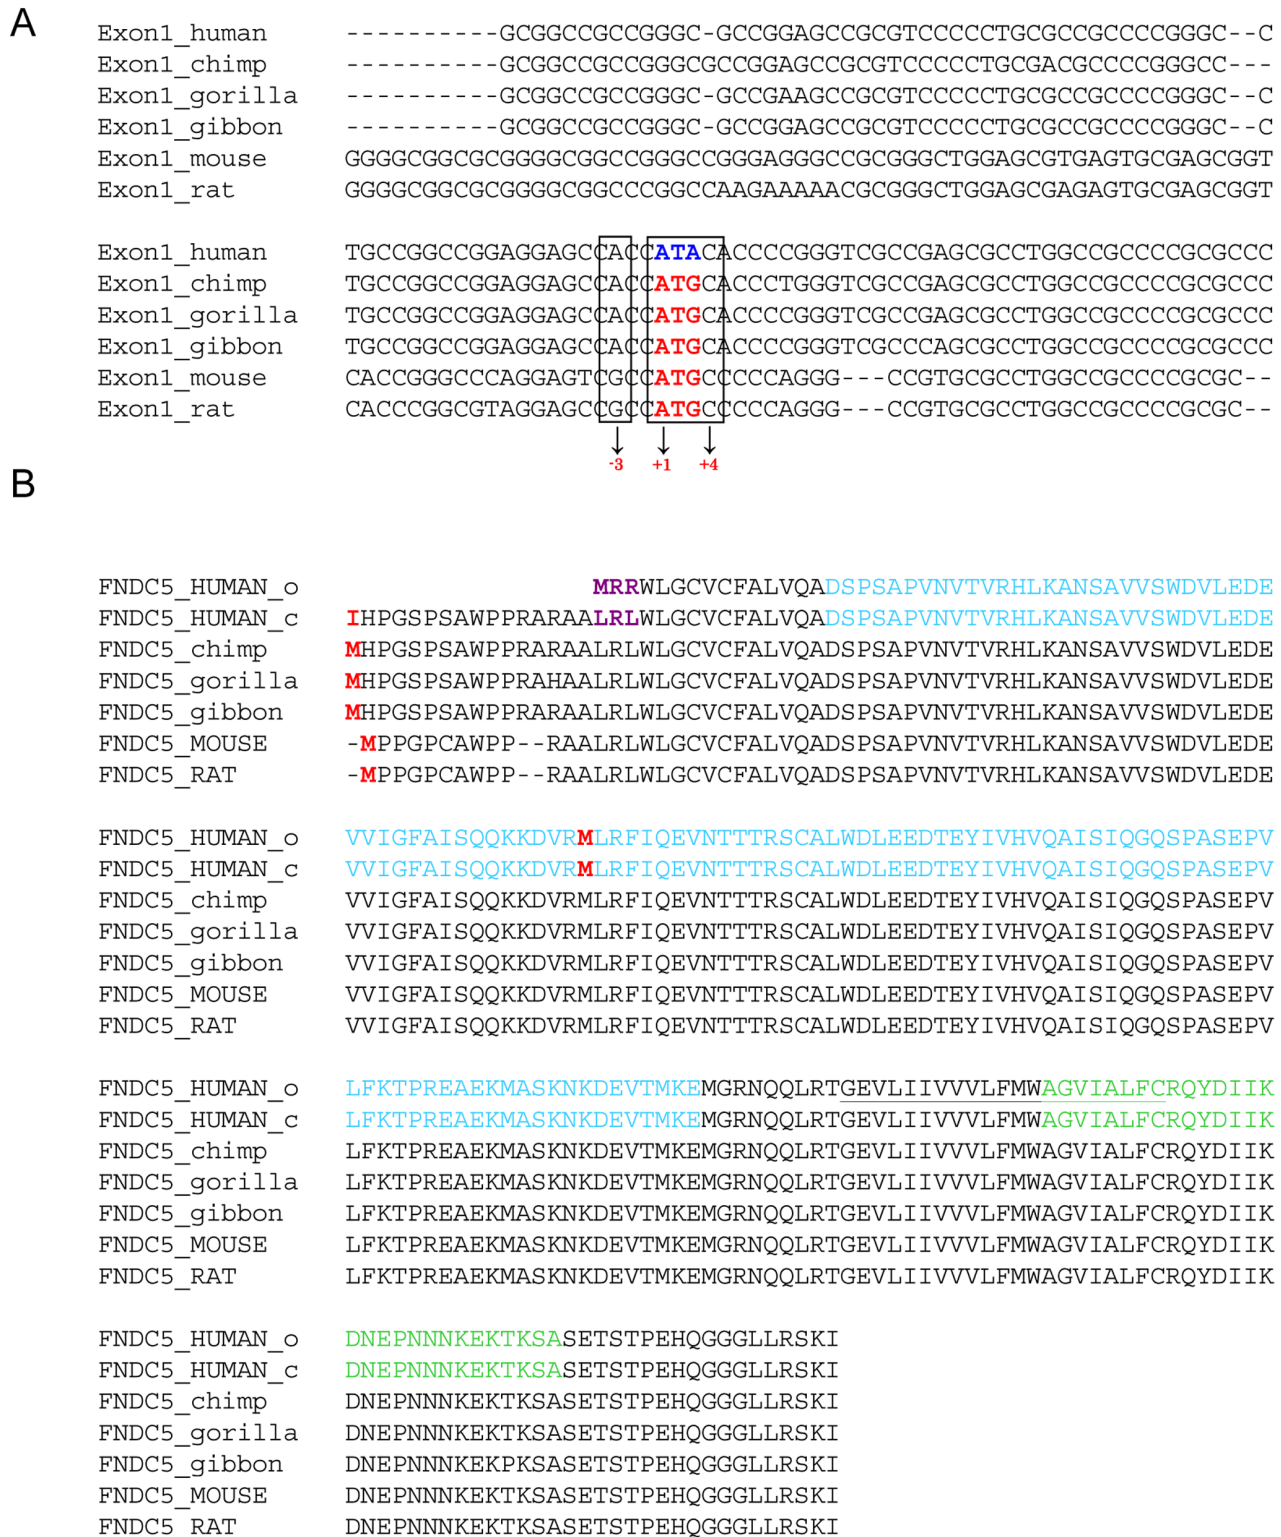 A
Exon1_human ----------GCGGCCGCCGGGC-GCCGGAGCCGCGTCCCCCTGCGCCGCCCCGGGC--C
Exon1_chimp ----------GCGGCCGCCGGGCGCCGGAGCCGCGTCCCCCTGCGACGCCCCGGGCC---
Exon1_gorilla ----------GCGGCCGCCGGGC-GCCGAAGCCGCGTCCCCCTGCGCCGCCCCGGGC--C
Exon1_gibbon ----------GCGGCCGCCGGGC-GCCGGAGCCGCGTCCCCCTGCGCCGCCCCGGGC--C
Exon1_mouse GGGGCGGCGCGGGGCGGCCGGGCCGGGAGGGCCGCGGGCTGGAGCGTGAGTGCGAGCGGT
Exon1_rat GGGGCGGCGCGGGGCGGCCCGGCCAAGAAAAACGCGGGCTGGAGCGAGAGTGCGAGCGGT
Exon1_human TGCCGGCCGGAGGAGCCACCATACACCCCGGGTCGCCGAGCGCCTGGCCGCCCCGCGCCC
Exon1_chimp TGCCGGCCGGAGGAGCCACCATGCACCCTGGGTCGCCGAGCGCCTGGCCGCCCCGCGCCC
Exon1_gorilla TGCCGGCCGGAGGAGCCACCATGCACCCCGGGTCGCCGAGCGCCTGGCCGCCCCGCGCCC
Exon1_gibbon TGCCGGCCGGAGGAGCCACCATGCACCCCGGGTCGCCCAGCGCCTGGCCGCCCCGCGCCC
Exon1_mouse CACCGGGCCCAGGAGTCGCCATGCCCCCAGGG---CCGTGCGCCTGGCCGCCCCGCGC--
Exon1_rat CACCCGGCGTAGGAGCCGCCATGCCCCCAGGG---CCGTGCGCCTGGCCGCCCCGCGC--
-3 +1 +4
B
FNDC5_HUMAN_o MRRWLGCVCFALVQADSPSAPVNVTVRHLKANSAVVSWDVLEDE
FNDC5_HUMAN_c IHPGSPSAWPPRARAALRLWLGCVCFALVQADSPSAPVNVTVRHLKANSAVVSWDVLEDE
FNDC5_chimp MHPGSPSAWPPRARAALRLWLGCVCFALVQADSPSAPVNVTVRHLKANSAVVSWDVLEDE
FNDC5_gorilla MHPGSPSAWPPRAHAALRLWLGCVCFALVQADSPSAPVNVTVRHLKANSAVVSWDVLEDE
FNDC5_gibbon MHPGSPSAWPPRARAALRLWLGCVCFALVQADSPSAPVNVTVRHLKANSAVVSWDVLEDE
FNDC5_MOUSE -MPPGPCAWPP--RAALRLWLGCVCFALVQADSPSAPVNVTVRHLKANSAVVSWDVLEDE
FNDC5_RAT -MPPGPCAWPP--RAALRLWLGCVCFALVQADSPSAPVNVTVRHLKANSAVVSWDVLEDE
FNDC5_HUMAN_o VVIGFAISQQKKDVRMLRFIQEVNTTTRSCALWDLEEDTEYIVHVQAISIQGQSPASEPV
FNDC5_HUMAN_c VVIGFAISQQKKDVRMLRFIQEVNTTTRSCALWDLEEDTEYIVHVQAISIQGQSPASEPV
FNDC5_chimp VVIGFAISQQKKDVRMLRFIQEVNTTTRSCALWDLEEDTEYIVHVQAISIQGQSPASEPV
FNDC5_gorilla VVIGFAISQQKKDVRMLRFIQEVNTTTRSCALWDLEEDTEYIVHVQAISIQGQSPASEPV
FNDC5_gibbon VVIGFAISQQKKDVRMLRFIQEVNTTTRSCALWDLEEDTEYIVHVQAISIQGQSPASEPV
FNDC5_MOUSE VVIGFAISQQKKDVRMLRFIQEVNTTTRSCALWDLEEDTEYIVHVQAISIQGQSPASEPV
FNDC5_RAT VVIGFAISQQKKDVRMLRFIQEVNTTTRSCALWDLEEDTEYIVHVQAISIQGQSPASEPV
FNDC5_HUMAN_o LFKTPREAEKMASKNKDEVTMKEMGRNQQLRTGEVLIIVVVLFMWAGVIALFCRQYDIIK
FNDC5_HUMAN_c LFKTPREAEKMASKNKDEVTMKEMGRNQQLRTGEVLIIVVVLFMWAGVIALFCRQYDIIK
FNDC5_chimp LFKTPREAEKMASKNKDEVTMKEMGRNQQLRTGEVLIIVVVLFMWAGVIALFCRQYDIIK
FNDC5_gorilla LFKTPREAEKMASKNKDEVTMKEMGRNQQLRTGEVLIIVVVLFMWAGVIALFCRQYDIIK
FNDC5_gibbon LFKTPREAEKMASKNKDEVTMKEMGRNQQLRTGEVLIIVVVLFMWAGVIALFCRQYDIIK
FNDC5_MOUSE LFKTPREAEKMASKNKDEVTMKEMGRNQQLRTGEVLIIVVVLFMWAGVIALFCRQYDIIK
FNDC5_RAT LFKTPREAEKMASKNKDEVTMKEMGRNQQLRTGEVLIIVVVLFMWAGVIALFCRQYDIIK
FNDC5_HUMAN_o DNEPNNNKEKTKSASETSTPEHQGGGLLRSKI
FNDC5_HUMAN_c DNEPNNNKEKTKSASETSTPEHQGGGLLRSKI
FNDC5_chimp DNEPNNNKEKTKSASETSTPEHQGGGLLRSKI
FNDC5_gorilla DNEPNNNKEKTKSASETSTPEHQGGGLLRSKI
FNDC5_gibbon DNEPNNNKEKPKSASETSTPEHQGGGLLRSKI
FNDC5_MOUSE DNEPNNNKEKTKSASETSTPEHQGGGLLRSKI
FNDC5_RAT DNEPNNNKEKTKSASETSTPEHQGGGLLRSKI